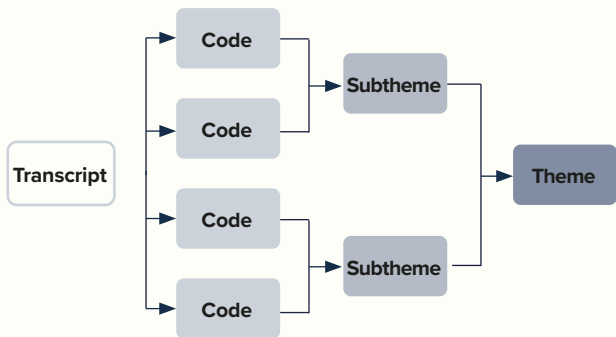 Transcript
Code
Code
Code
Code
Subtheme
Subtheme
Theme